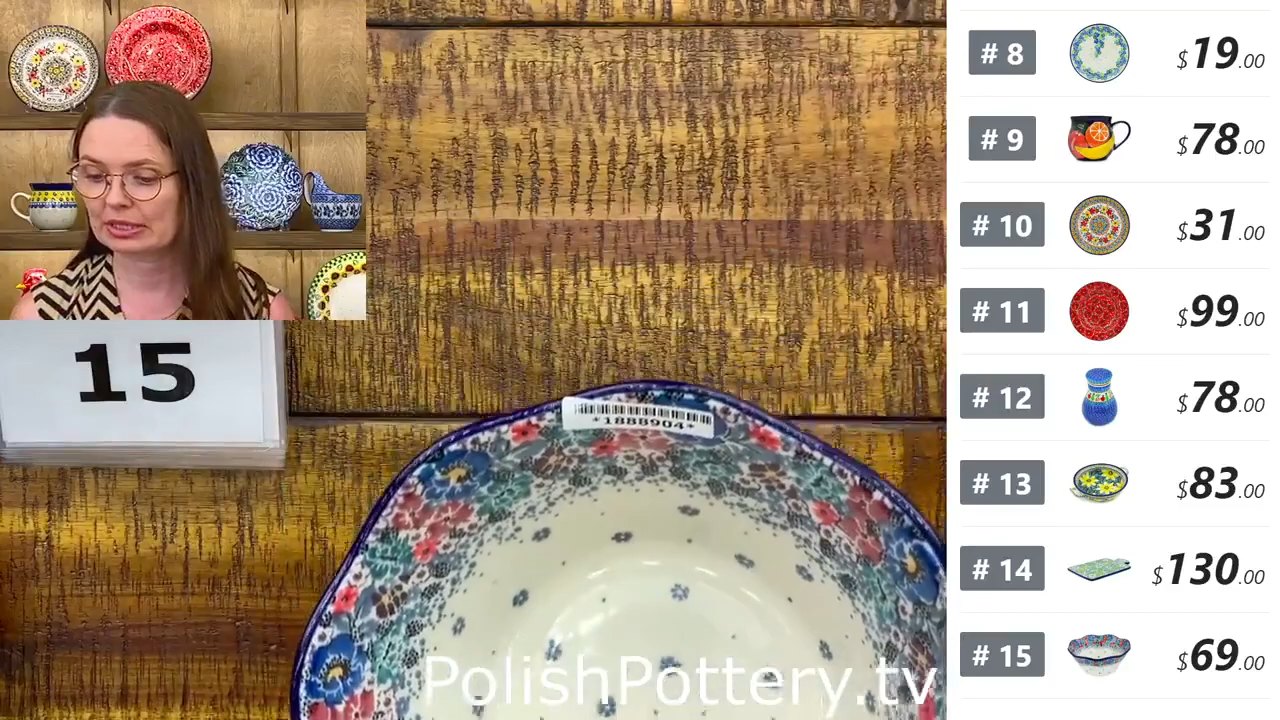 15
*1888904*
PolishPottery.tv
# 8 $19.00
# 9 $78.00
# 10 $31.00
# 11 $99.00
# 12 $78.00
# 13 $83.00
# 14 $130.00
# 15 $69.00